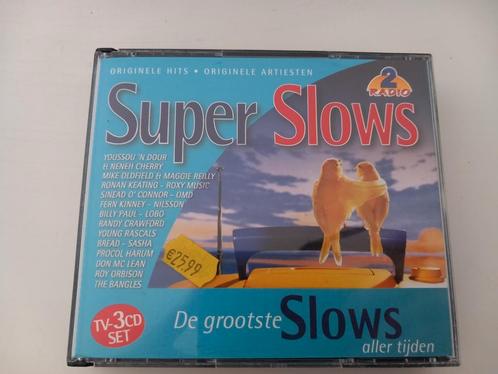 ORIGINELE HITS • ORIGINELE ARTIESTEN
2
RADIO
Super Slows
YOUSSOU 'N DOUR
& NENEH CHERRY
MIKE OLDFIELD & MAGGIE REILLY
RONAN KEATING - ROXY MUSIC
SINEAD O' CONNOR - OMD
FERN KINNEY - NILSSON
BILLY PAUL - LOBO
RANDY CRAWFORD
YOUNG RASCALS
BREAD - SASHA
PROCOL HARUM
DON MC LEAN
ROY ORBISON
THE BANGLES
€25,99
TV-3CD
SET
De grootste Slows
aller tijden